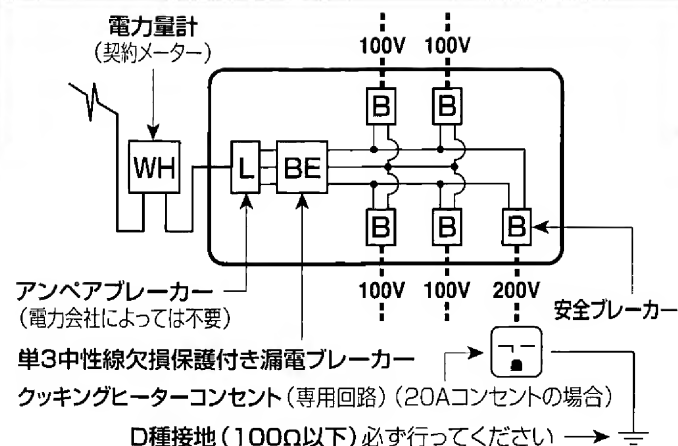 電力量計
（契約メーター）
100V 100V
B B
WH L BE
B B B
アンペアブレーカー
（電力会社によっては不要）
100V 100V 200V
安全ブレーカー
単3中性線欠損保護付き漏電ブレーカー
クッキングヒーターコンセント（専用回路）（20Aコンセントの場合）
D種接地（100Ω以下）必ず行ってください